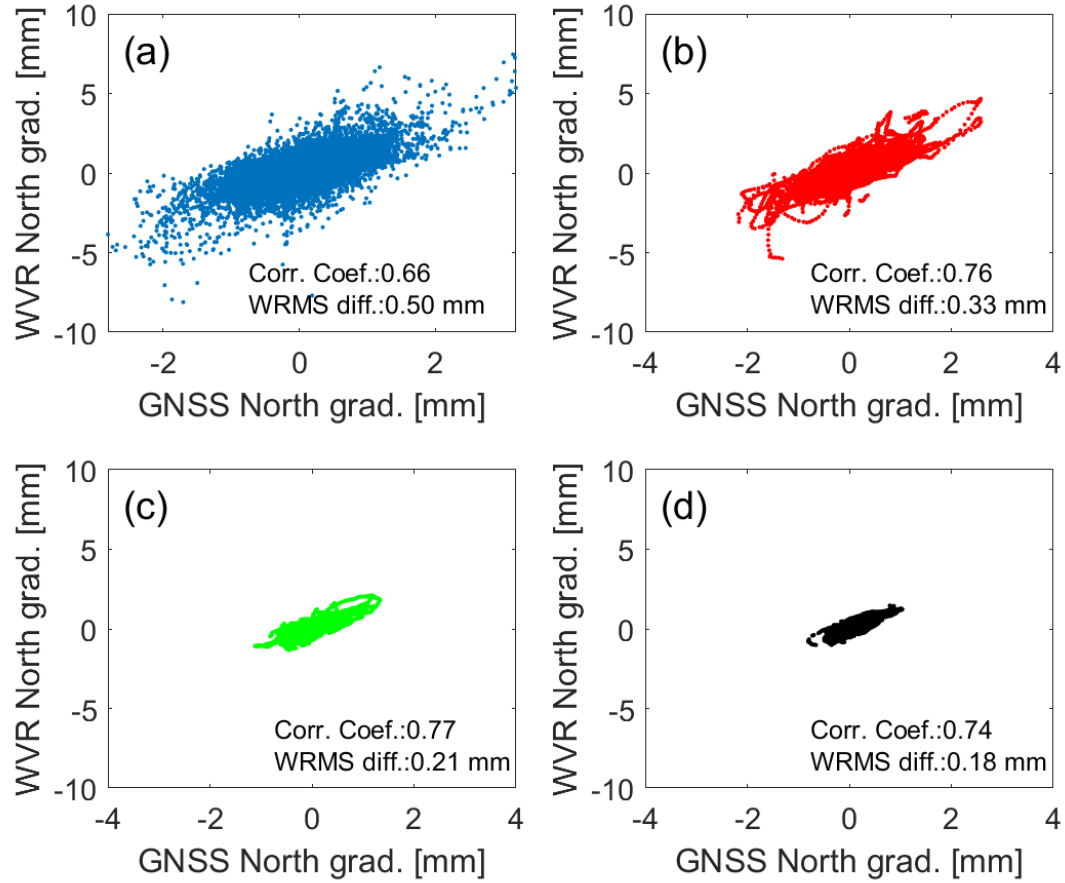 (a)
WVR North grad. [mm]
10
5
0
-5
-10
Corr. Coef.:0.66
WRMS diff.:0.50 mm
-2
0
2
GNSS North grad. [mm]
(b)
WVR North grad. [mm]
10
5
0
-5
-10
Corr. Coef.:0.76
WRMS diff.:0.33 mm
-4
-2
0
2
4
GNSS North grad. [mm]
(c)
WVR North grad. [mm]
10
5
0
-5
-10
Corr. Coef.:0.77
WRMS diff.:0.21 mm
-4
-2
0
2
4
GNSS North grad. [mm]
(d)
WVR North grad. [mm]
10
5
0
-5
-10
Corr. Coef.:0.74
WRMS diff.:0.18 mm
-4
-2
0
2
4
GNSS North grad. [mm]